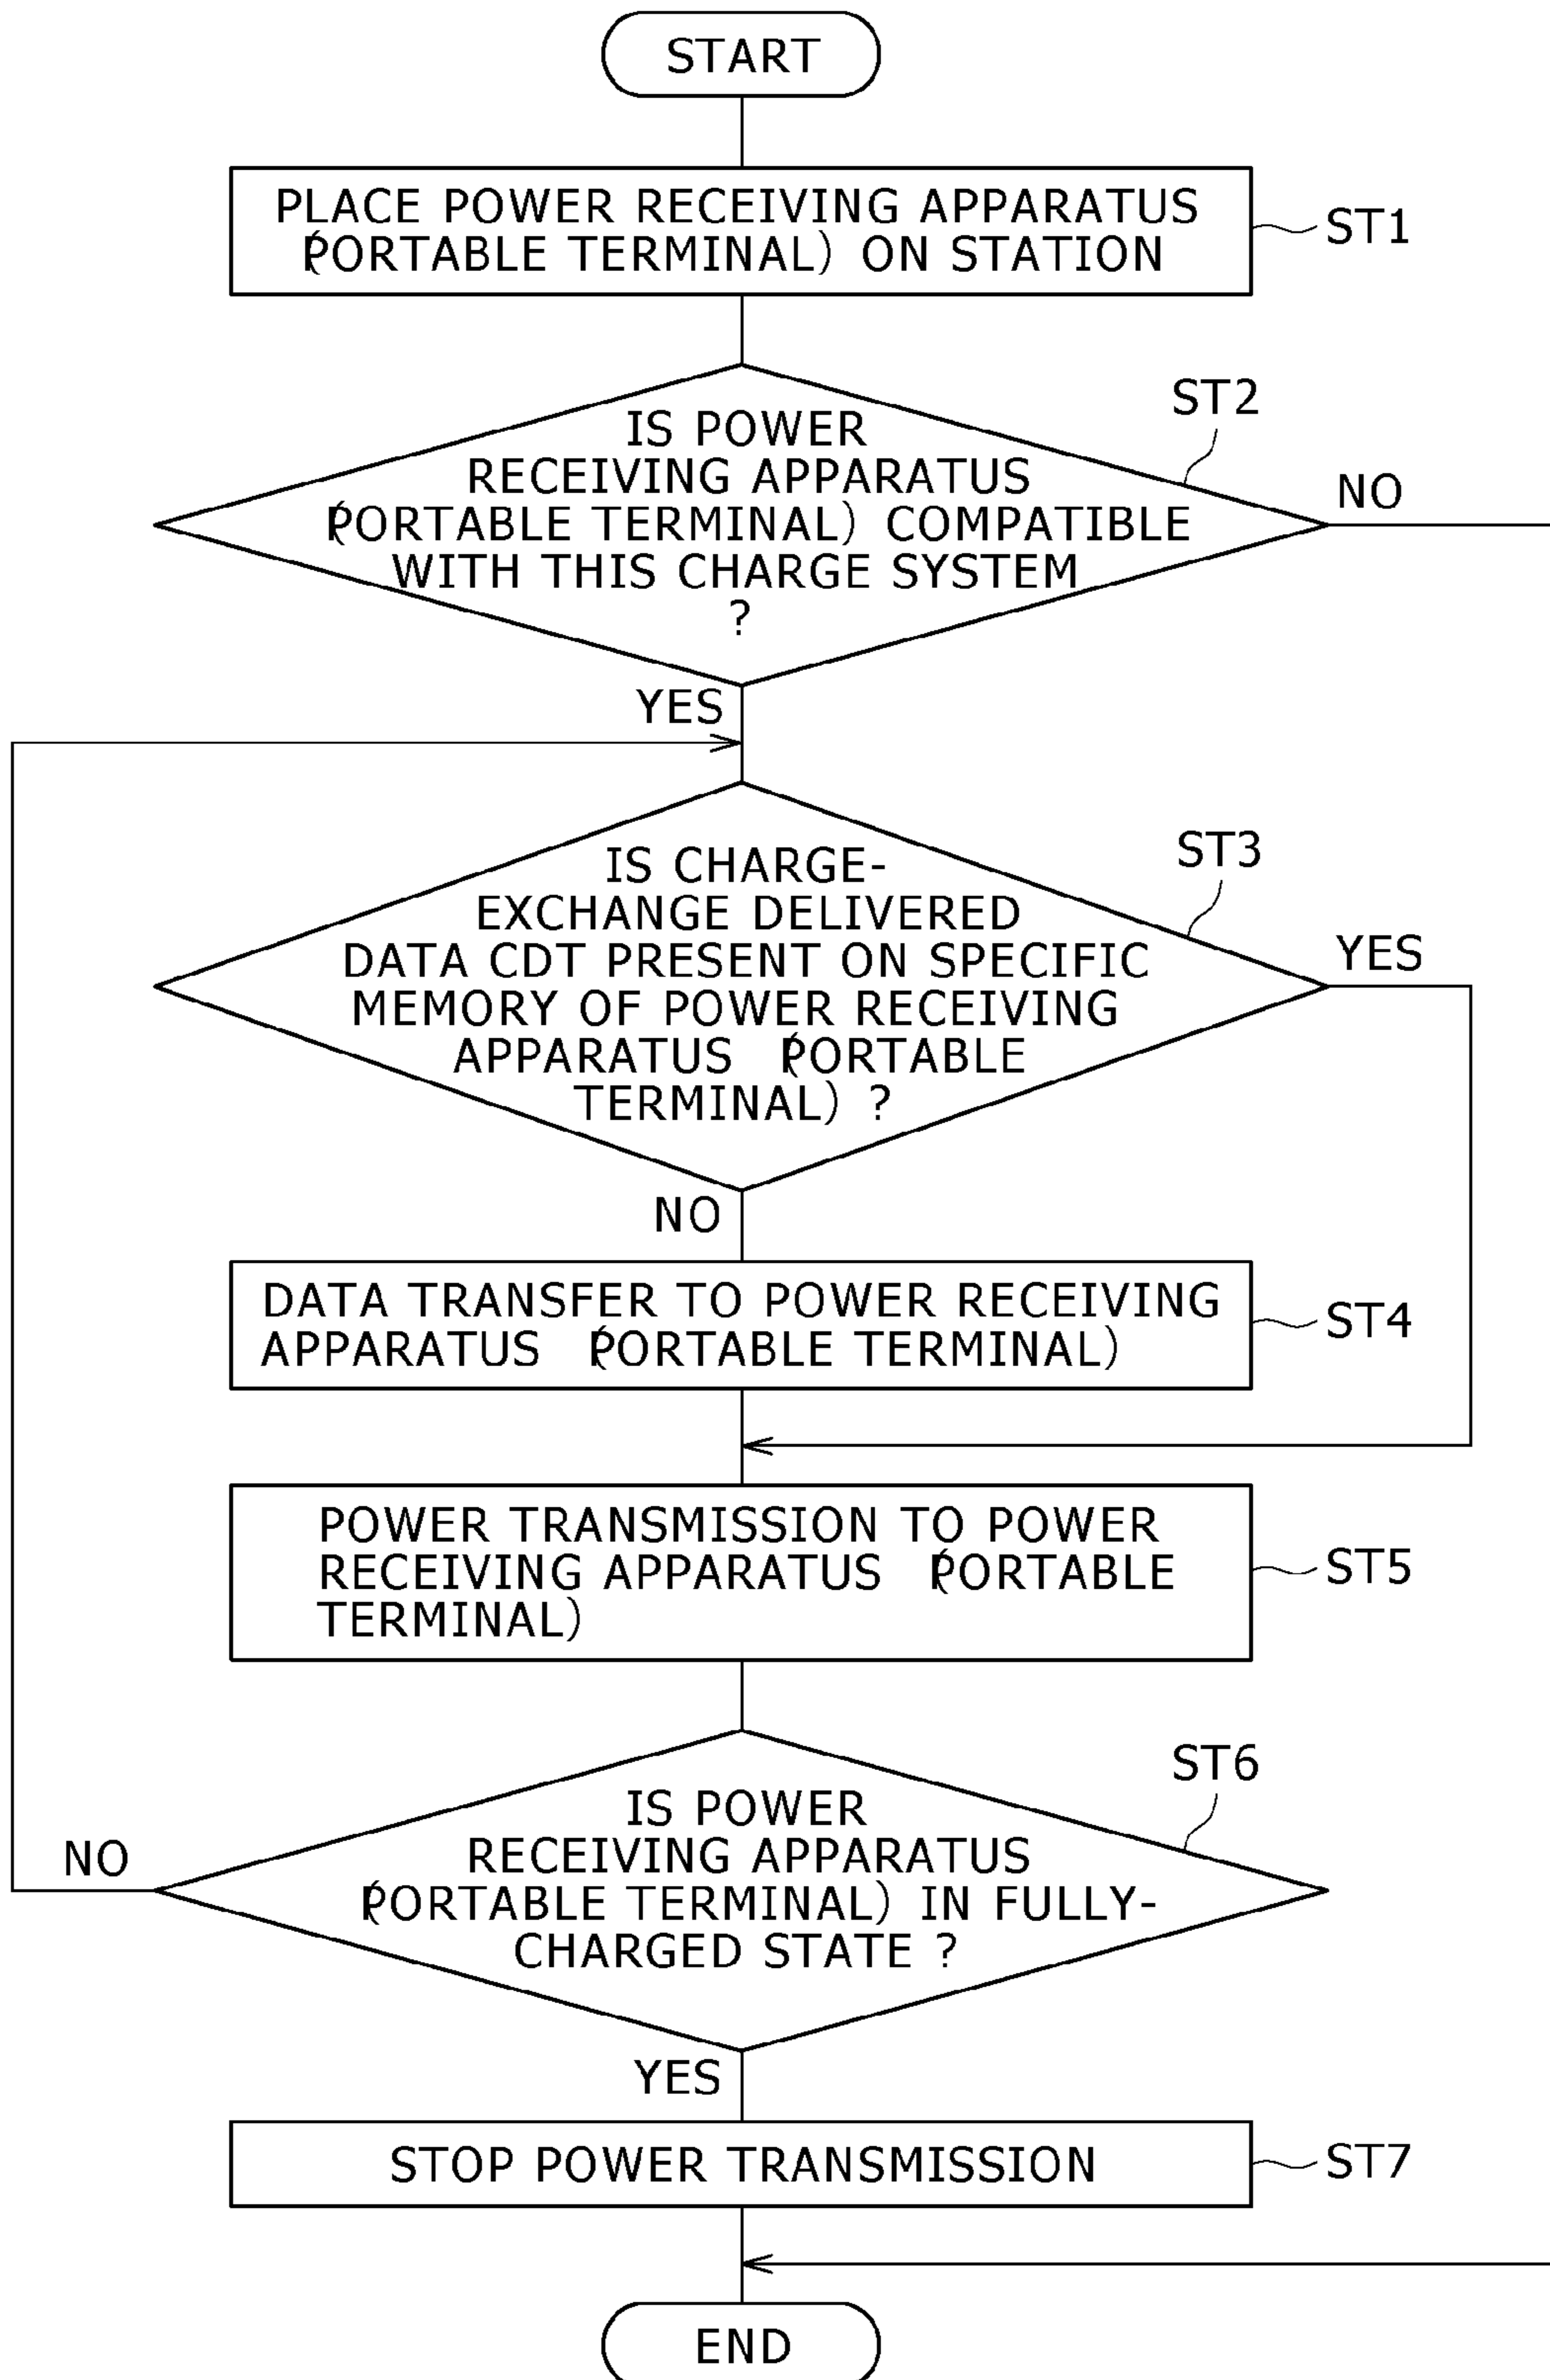 START
PLACE POWER RECEIVING APPARATUS
(PORTABLE TERMINAL) ON STATION
ST1
ST2
IS POWER
RECEIVING APPARATUS
(PORTABLE TERMINAL) COMPATIBLE
WITH THIS CHARGE SYSTEM
?
NO
YES
ST3
IS CHARGE-
EXCHANGE DELIVERED
DATA CDT PRESENT ON SPECIFIC
MEMORY OF POWER RECEIVING
APPARATUS (PORTABLE
TERMINAL) ?
YES
NO
DATA TRANSFER TO POWER RECEIVING
APPARATUS (PORTABLE TERMINAL)
ST4
POWER TRANSMISSION TO POWER
RECEIVING APPARATUS (PORTABLE
TERMINAL)
ST5
ST6
IS POWER
RECEIVING APPARATUS
(PORTABLE TERMINAL) IN FULLY-
CHARGED STATE ?
NO
YES
STOP POWER TRANSMISSION
ST7
END